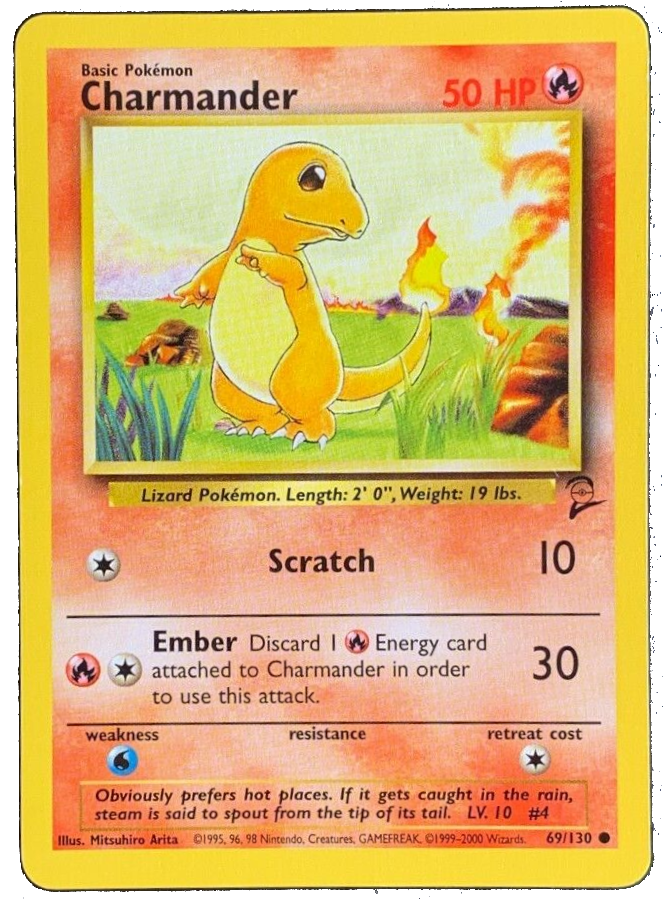 Basic Pokémon
Charmander 50 HP
Lizard Pokémon. Length: 2' 0", Weight: 19 lbs.
Scratch 10
Ember Discard 1 Energy card
attached to Charmander in order
to use this attack.
30
weakness resistance retreat cost
Obviously prefers hot places. If it gets caught in the rain,
steam is said to spout from the tip of its tail. LV. 10 #4
Illus. Mitsuhiro Arita ©1995, 96, 98 Nintendo, Creatures, GAMEFREAK. ©1999-2000 Wizards. 69/130